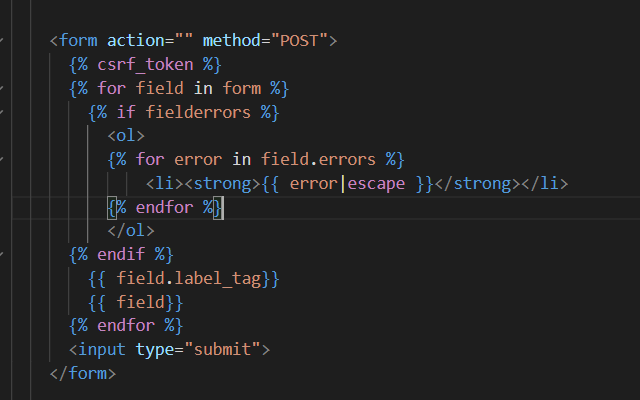 <form action="" method="POST">
{% csrf_token %}
{% for field in form %}
{% if fielderrors %}
<ol>
{% for error in field.errors %}
<li><strong>{{ error|escape }}</strong></li>
{% endfor %}
</ol>
{% endif %}
{{ field.label_tag}}
{{ field}}
{% endfor %}
<input type="submit">
</form>